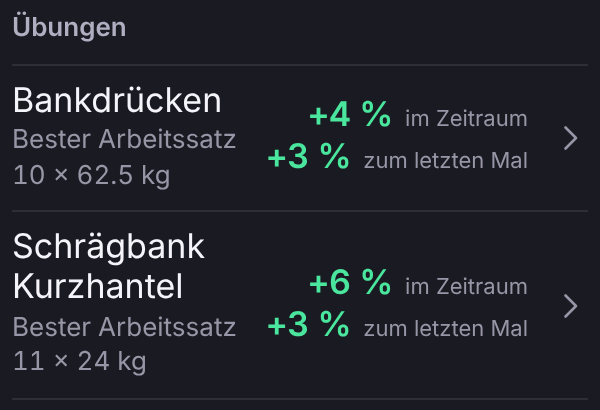 Übungen
Bankdrücken
Bester Arbeitssatz
10 × 62.5 kg
+4 % im Zeitraum
+3 % zum letzten Mal
Schrägbank
Kurzhantel
Bester Arbeitssatz
11 × 24 kg
+6 % im Zeitraum
+3 % zum letzten Mal